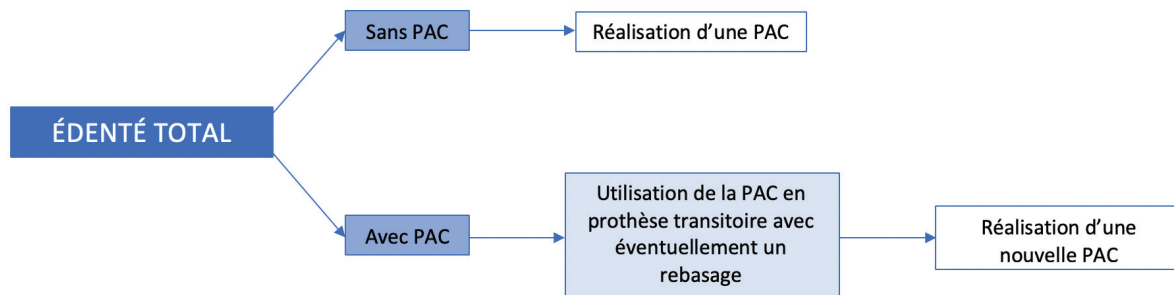 Sans PAC
Réalisation d’une PAC
ÉDENTÉ TOTAL
Avec PAC
Utilisation de la PAC en
prothèse transitoire avec
éventuellement un
rebasage
Réalisation d’une
nouvelle PAC